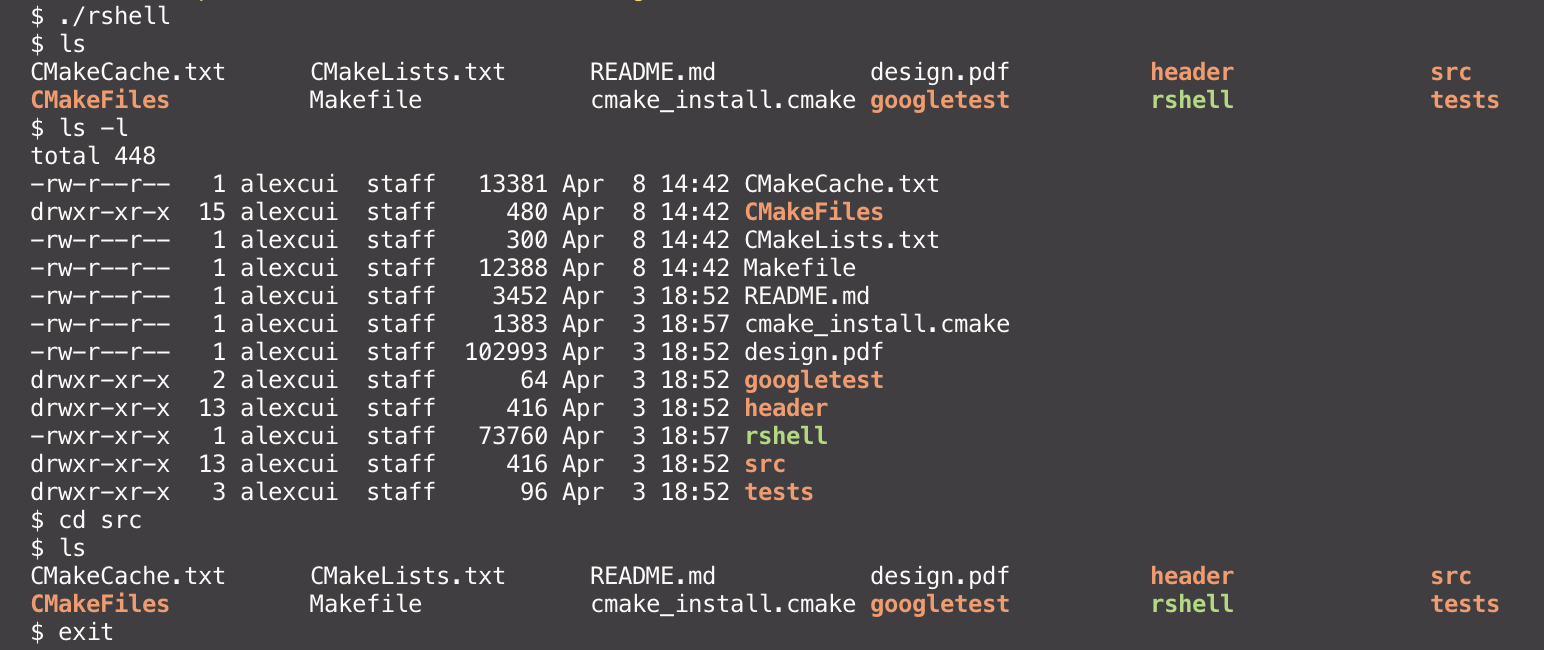 $ ./rshell
$ ls
CMakeCache.txt      CMakeLists.txt      README.md           design.pdf          header              src
CMakeFiles          Makefile            cmake_install.cmake googletest          rshell              tests
$ ls -l
total 448
-rw-r--r--   1 alexcui  staff   13381 Apr  8 14:42 CMakeCache.txt
drwxr-xr-x  15 alexcui  staff     480 Apr  8 14:42 CMakeFiles
-rw-r--r--   1 alexcui  staff     300 Apr  8 14:42 CMakeLists.txt
-rw-r--r--   1 alexcui  staff   12388 Apr  8 14:42 Makefile
-rw-r--r--   1 alexcui  staff    3452 Apr  3 18:52 README.md
-rw-r--r--   1 alexcui  staff    1383 Apr  3 18:57 cmake_install.cmake
-rw-r--r--   1 alexcui  staff  102993 Apr  3 18:52 design.pdf
drwxr-xr-x   2 alexcui  staff      64 Apr  3 18:52 googletest
drwxr-xr-x  13 alexcui  staff     416 Apr  3 18:52 header
-rwxr-xr-x   1 alexcui  staff   73760 Apr  3 18:57 rshell
drwxr-xr-x  13 alexcui  staff     416 Apr  3 18:52 src
drwxr-xr-x   3 alexcui  staff      96 Apr  3 18:52 tests
$ cd src
$ ls
CMakeCache.txt      CMakeLists.txt      README.md           design.pdf          header              src
CMakeFiles          Makefile            cmake_install.cmake googletest          rshell              tests
$ exit